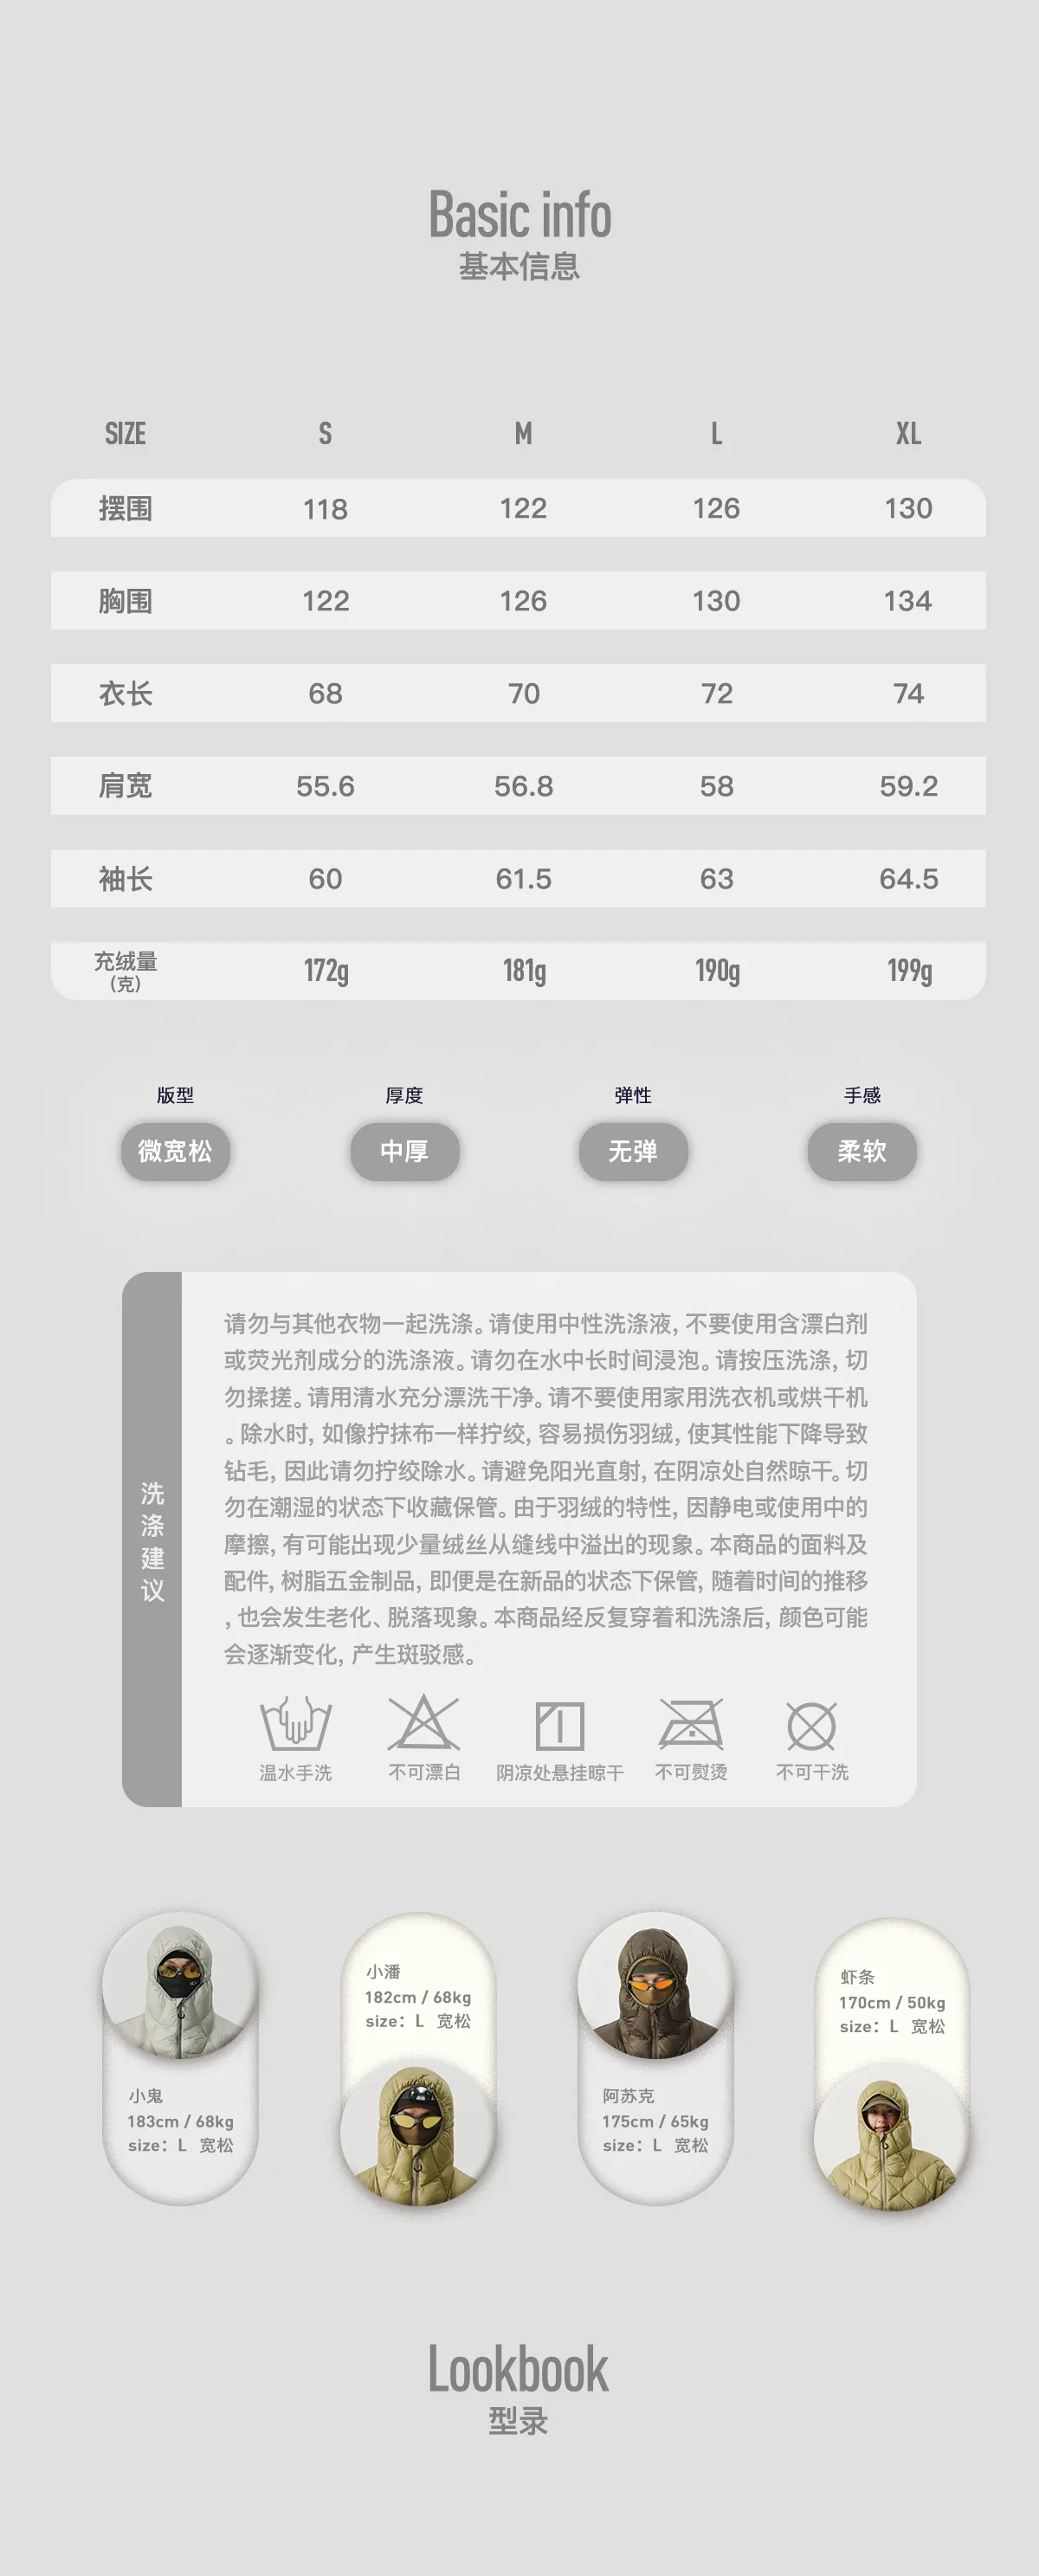 Basic info
基本信息
SIZE S M L XL
摆围 118 122 126 130
胸围 122 126 130 134
衣长 68 70 72 74
肩宽 55.6 56.8 58 59.2
袖长 60 61.5 63 64.5
充绒量
(克)
172g 181g 190g 199g
版型 厚度 弹性 手感
微宽松 中厚 无弹 柔软
洗涤建议
请勿与其他衣物一起洗涤。请使用中性洗涤液, 不要使用含漂白剂
或荧光剂成分的洗涤液。请勿在水中长时间浸泡。请按压洗涤, 切
勿揉搓。请用清水充分漂洗干净。请不要使用家用洗衣机或烘干机
。除水时, 如像拧抹布一样拧绞, 容易损伤羽绒, 使其性能下降导致
钻毛, 因此请勿拧绞除水。请避免阳光直射, 在阴凉处自然晾干。切
勿在潮湿的状态下收藏保管。由于羽绒的特性, 因静电或使用中的
摩擦, 有可能出现少量绒丝从缝线中溢出的现象。本商品的面料及
配件, 树脂五金制品, 即便是在新品的状态下保管, 随着时间的推移
, 也会发生老化、脱落现象。本商品经反复穿着和洗涤后, 颜色可能
会逐渐变化, 产生斑驳感。
温水手洗 不可漂白 阴凉处悬挂晾干 不可熨烫 不可干洗
小鬼
183cm / 68kg
size: L 宽松
小潘
182cm / 68kg
size: L 宽松
阿苏克
175cm / 65kg
size: L 宽松
虾条
170cm / 50kg
size: L 宽松
Lookbook
型录